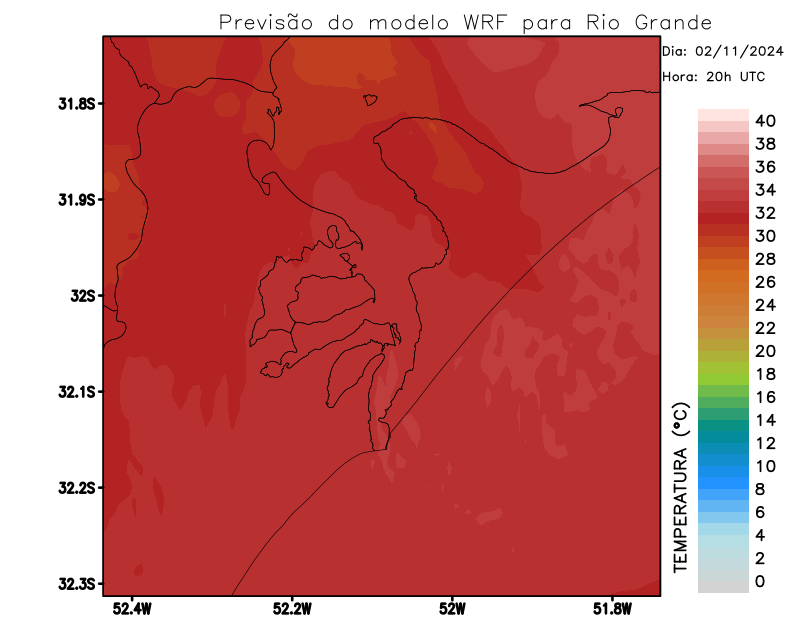 Previsão do modelo WRF para Rio Grande
Dia: 02/11/2024
Hora: 20h UTC
31.8S
31.9S
32S
32.1S
32.2S
32.3S
52.4W
52.2W
52W
51.8W
TEMPERATURA (°C)
40
38
36
34
32
30
28
26
24
22
20
18
16
14
12
10
8
6
4
2
0